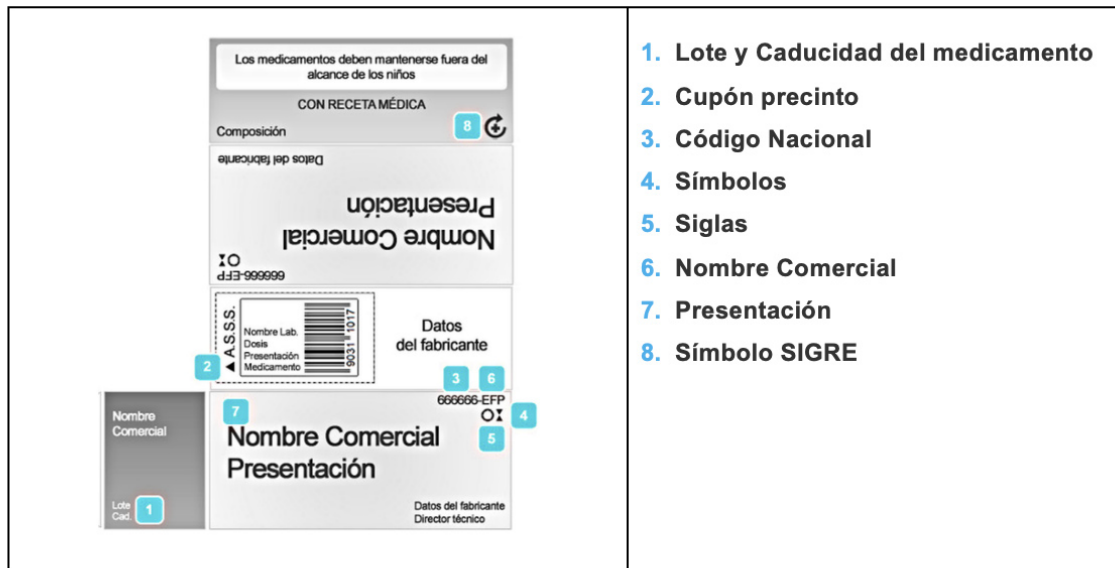 Los medicamentos deben mantenerse fuera del
alcance de los niños
CON RECETA MÉDICA
Composición
8
Datos del fabricante
Presentación
Nombre Comercial
666666-EFP
A.S.S.S.
Nombre Lab.
Dosis
Presentación
Medicamento
9031 1017
Datos
del fabricante
2
3 6
666666-EFP
4
5
7
Nombre Comercial
Presentación
Datos del fabricante
Director técnico
Nombre
Comercial
Lote
Cad.
1
1. Lote y Caducidad del medicamento
2. Cupón precinto
3. Código Nacional
4. Símbolos
5. Siglas
6. Nombre Comercial
7. Presentación
8. Símbolo SIGRE